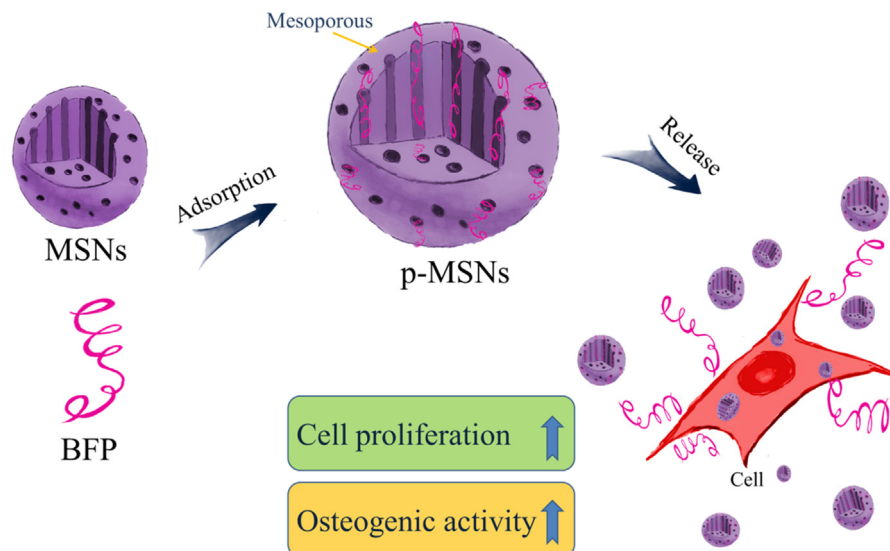 Mesoporous
MSNs
Adsorption
p-MSNs
Release
BFP
Cell
Cell proliferation
Osteogenic activity